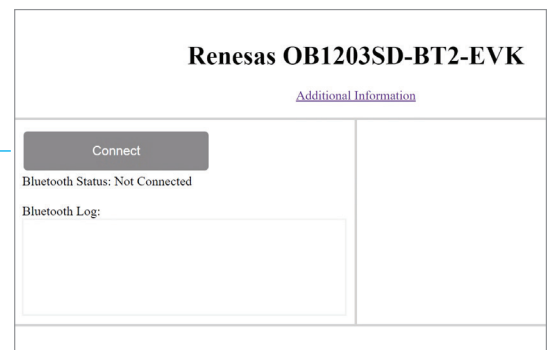 Renesas OB1203SD-BT2-EVK
Additional Information
Connect
Bluetooth Status: Not Connected
Bluetooth Log: